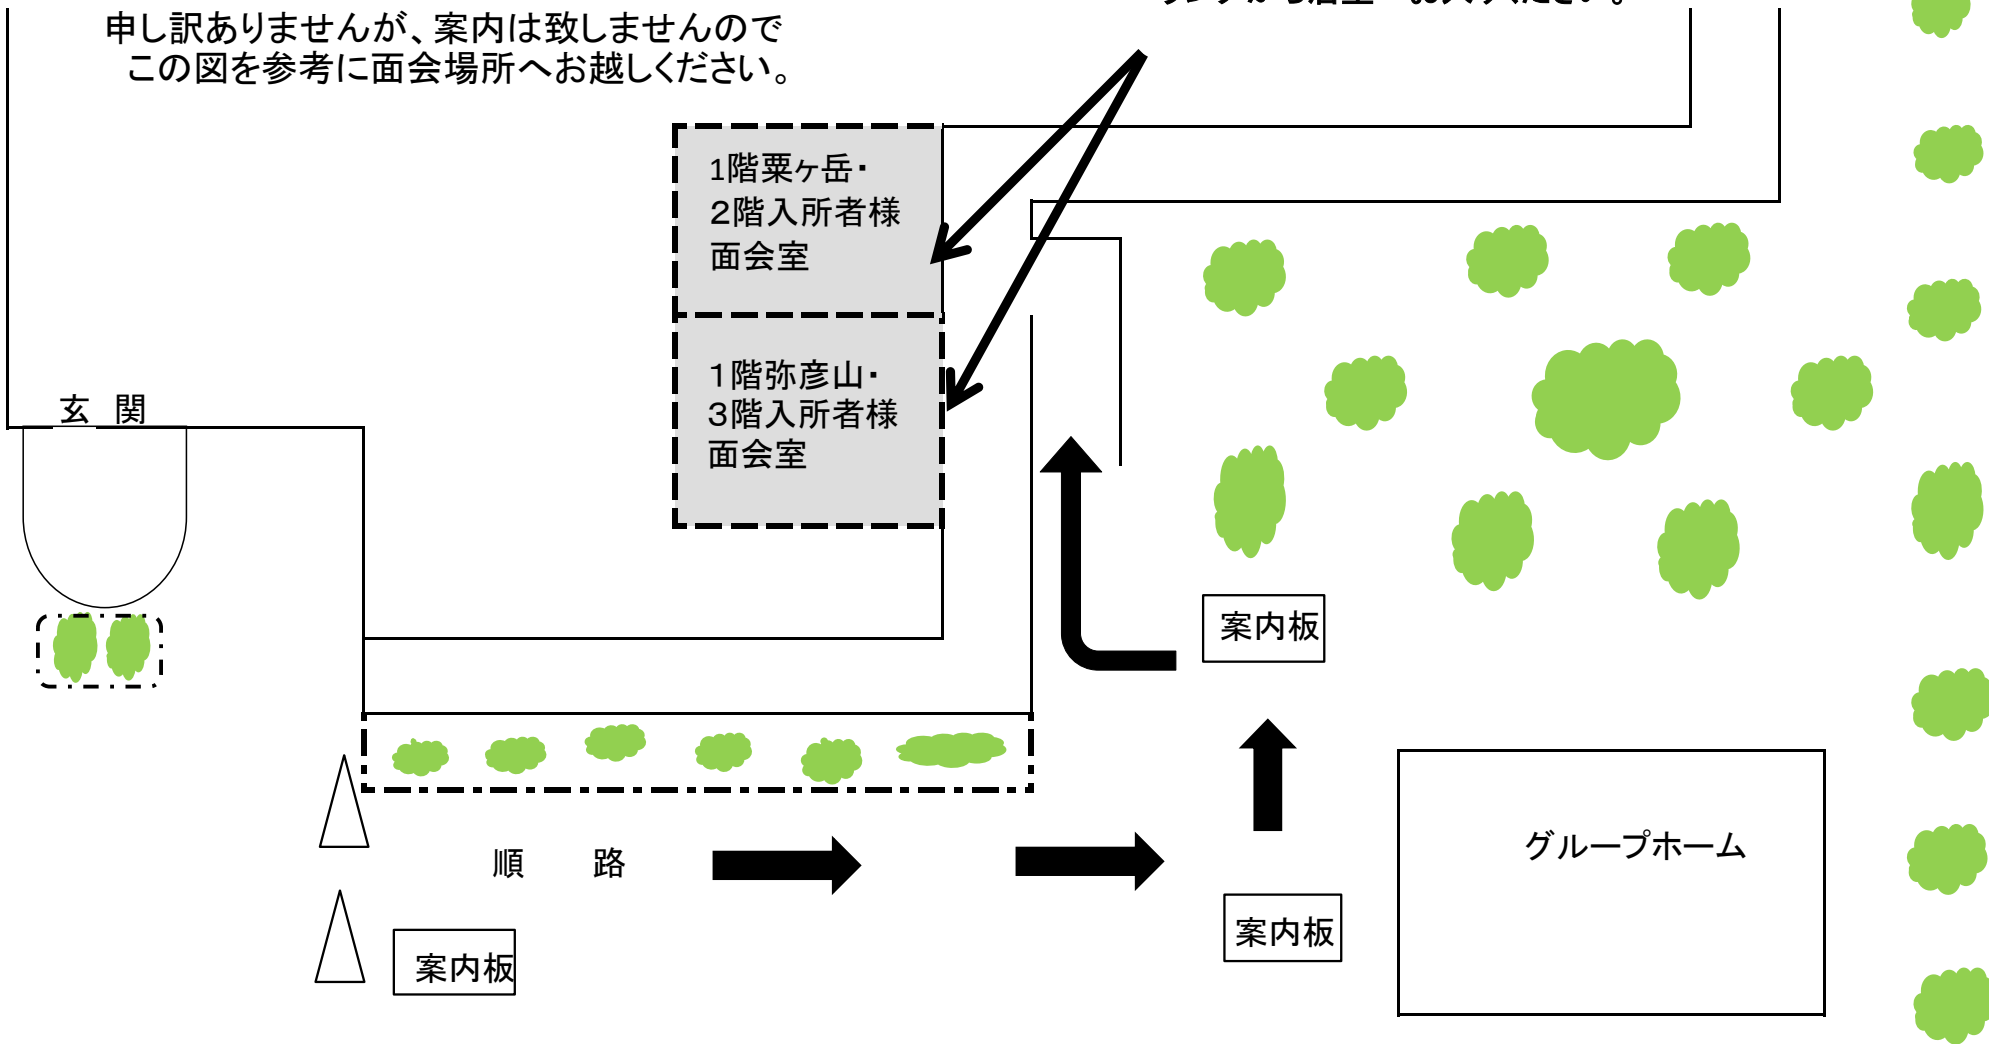 申し訳ありませんが、案内は致しませんので
この図を参考に面会場所へお越しください。
1階粟ヶ岳・
２階入所者様
面会室
１階弥彦山・
３階入所者様
面会室
玄 関
案内板
グループホーム
順 路
案内板
案内板